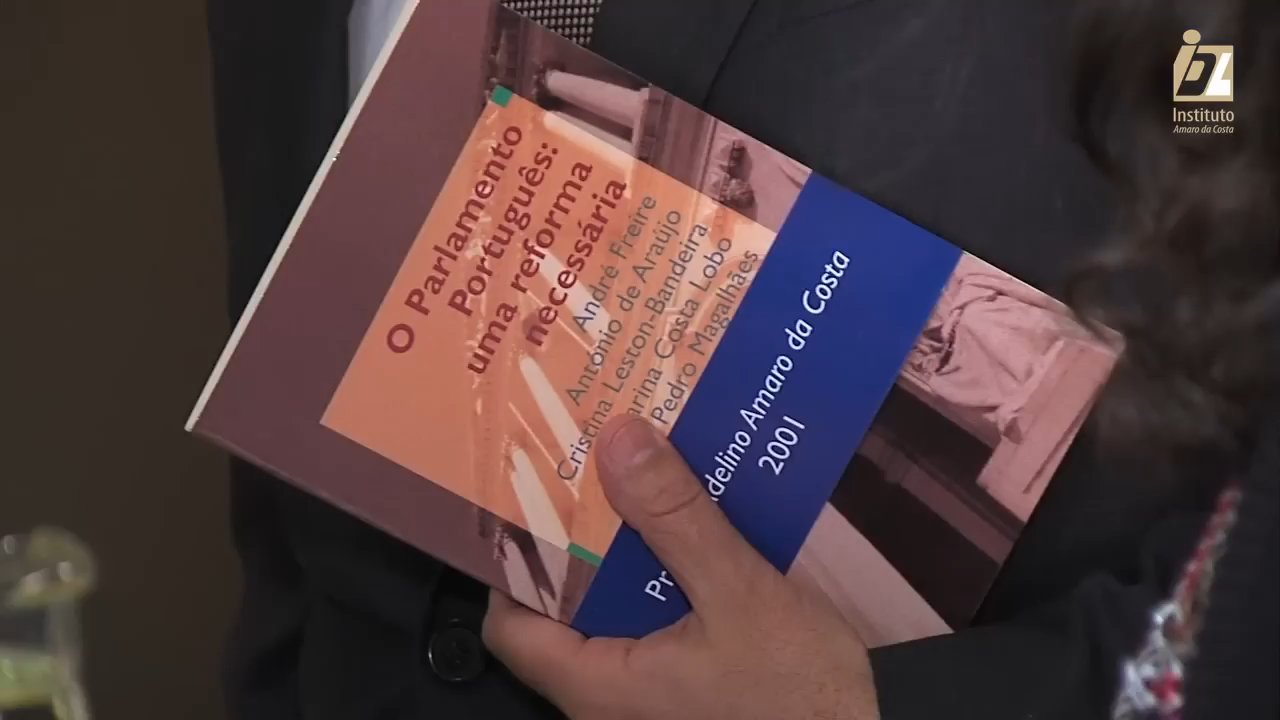 O Parlamento
Português:
uma reforma
necessária
André Freire
António de Araújo
Cristina Leston-Bandeira
Costa Lobo
Pedro Magalhães
Amaro da Costa
2001
Instituto
Amaro da Costa